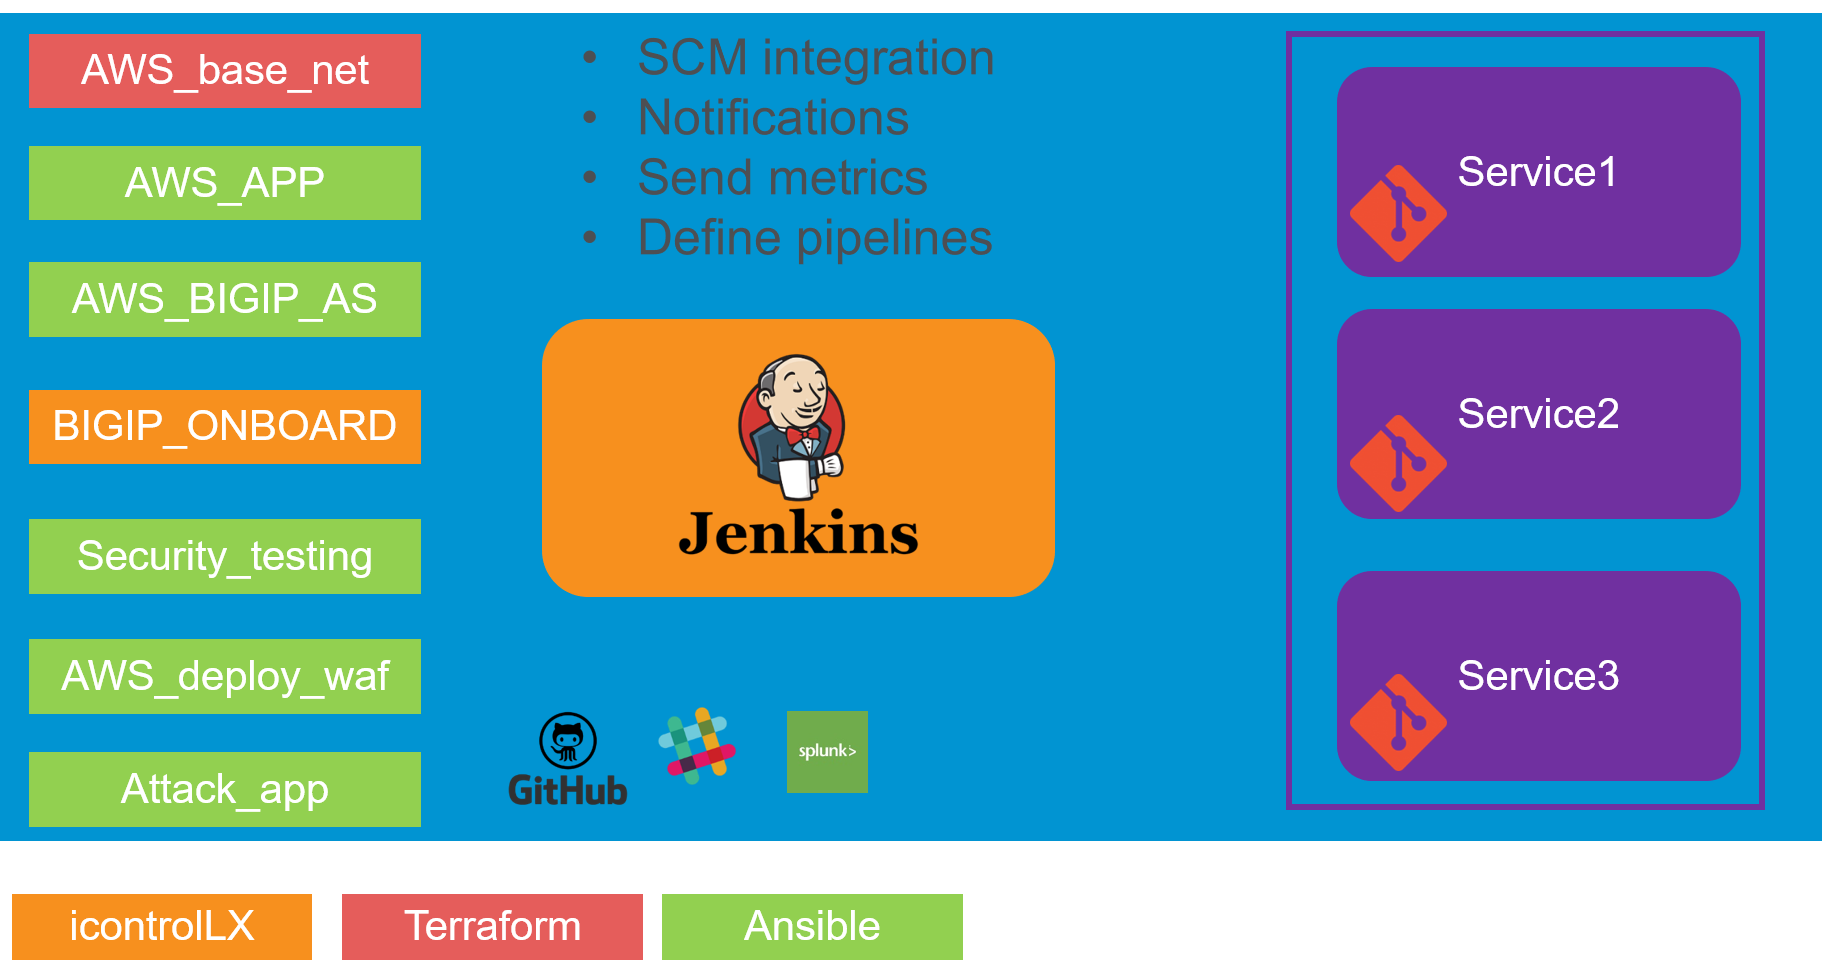 AWS_base_net
AWS_APP
AWS_BIGIP_AS
BIGIP_ONBOARD
Security_testing
AWS_deploy_waf
Attack_app
• SCM integration
• Notifications
• Send metrics
• Define pipelines
Jenkins
GitHub
splunk>
Service1
Service2
Service3
icontrolLX
Terraform
Ansible